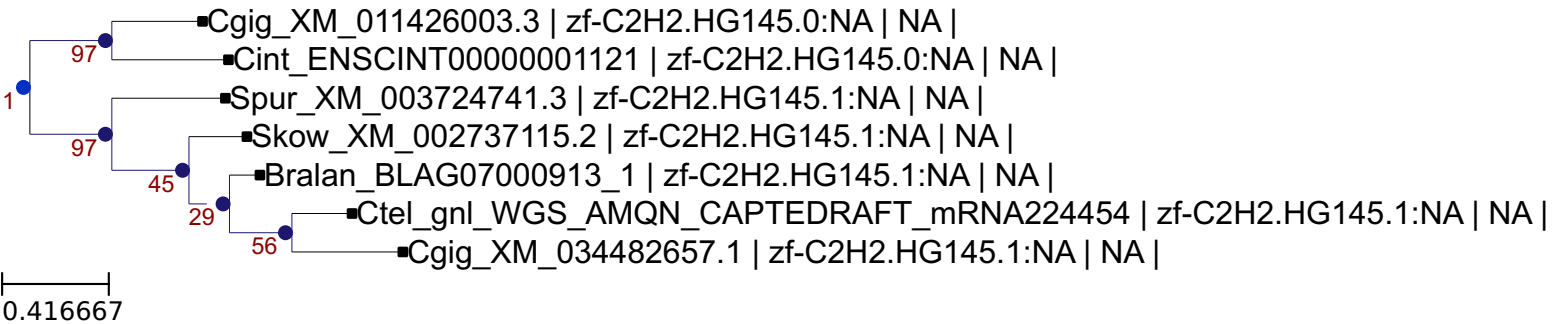 Cgig_XM_011426003.3 | zf-C2H2.HG145.0:NA | NA |
97
Cint_ENSCINT00000001121 | zf-C2H2.HG145.0:NA | NA |
1
Spur_XM_003724741.3 | zf-C2H2.HG145.1:NA | NA |
97
Skow_XM_002737115.2 | zf-C2H2.HG145.1:NA | NA |
45
Bralan_BLAG07000913_1 | zf-C2H2.HG145.1:NA | NA |
29
Ctel_gnl_WGS_AMQN_CAPTEDRAFT_mRNA224454 | zf-C2H2.HG145.1:NA | NA |
56
Cgig_XM_034482657.1 | zf-C2H2.HG145.1:NA | NA |
0.416667